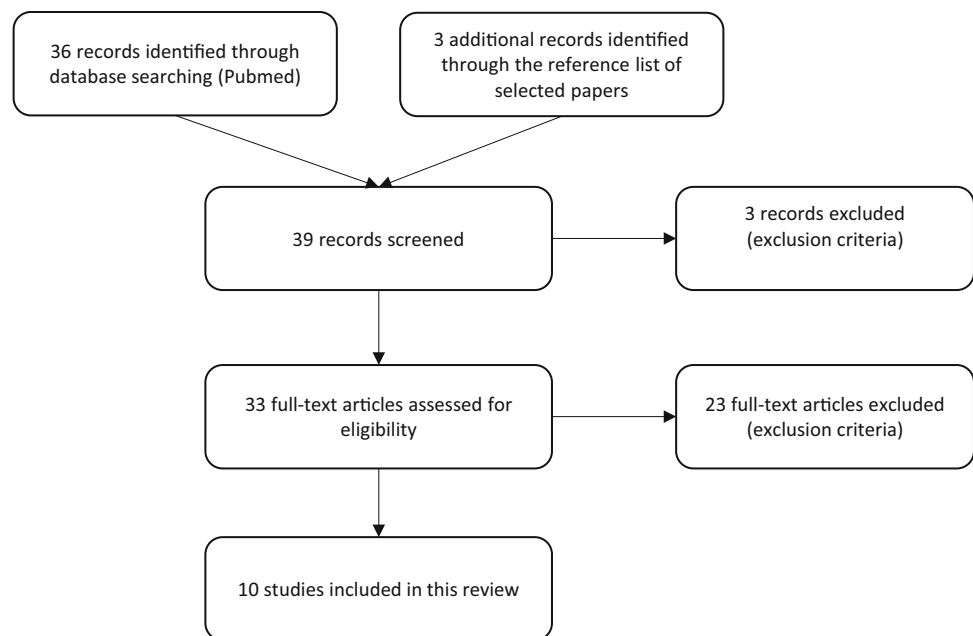 36 records identified through
database searching (Pubmed)
3 additional records identified
through the reference list of
selected papers
39 records screened
3 records excluded
(exclusion criteria)
33 full-text articles assessed for
eligibility
23 full-text articles excluded
(exclusion criteria)
10 studies included in this review